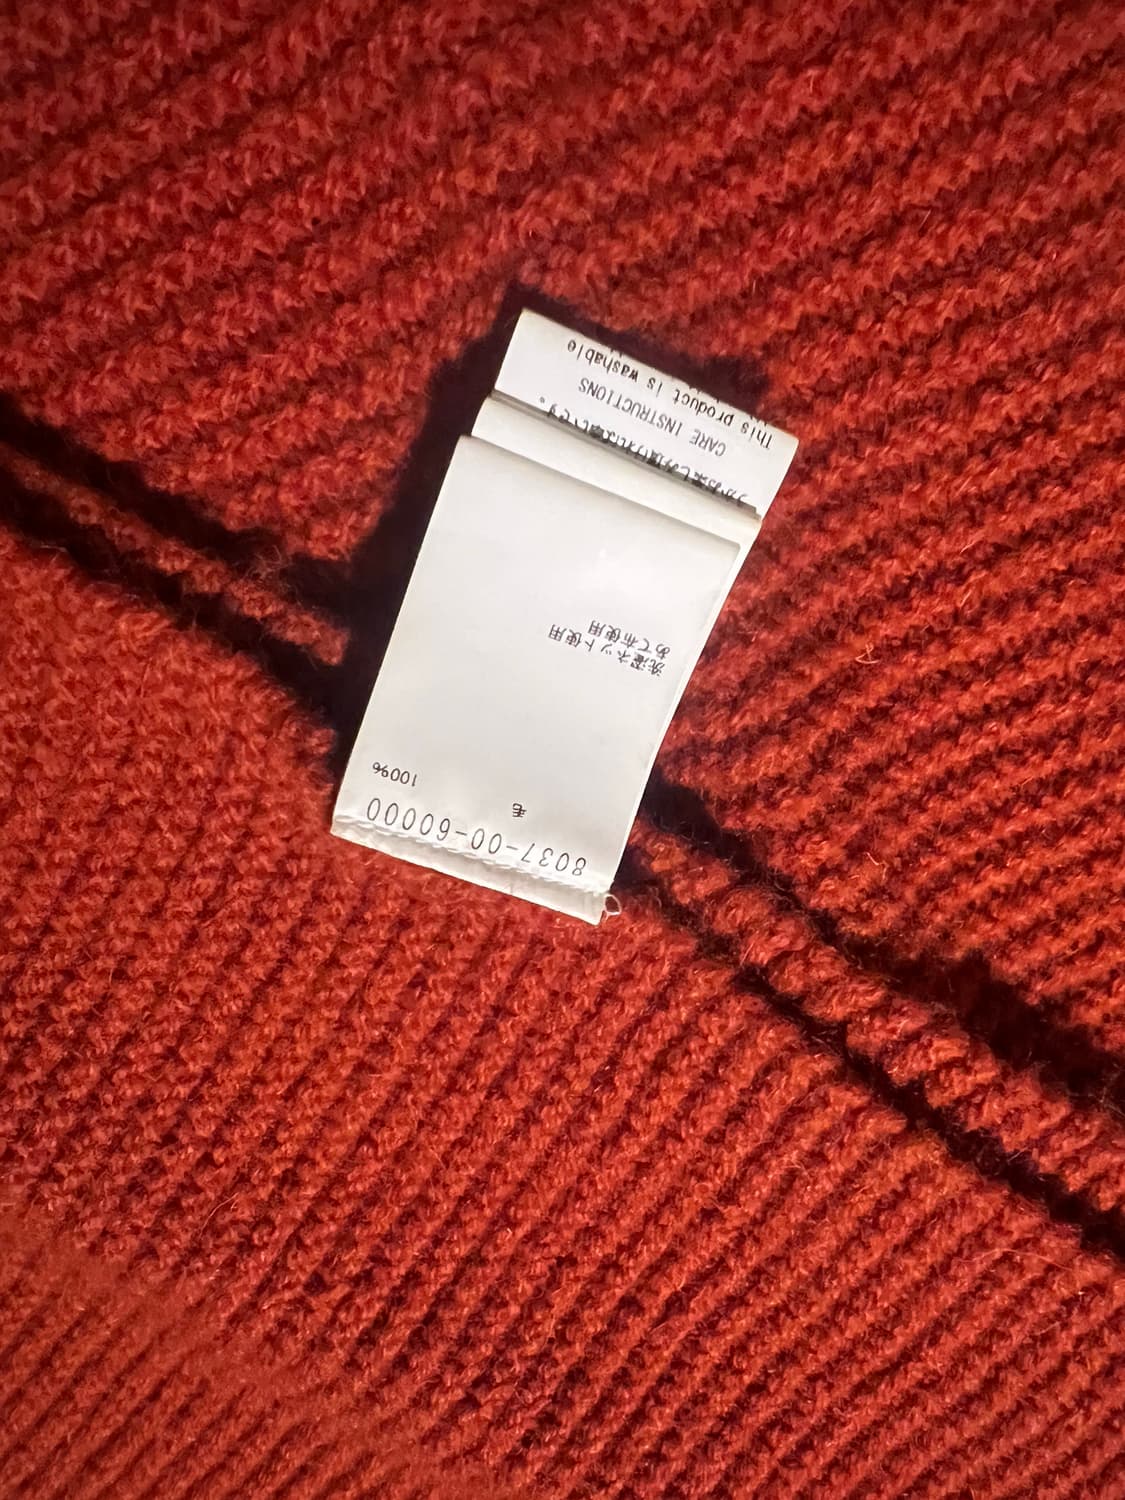 8037-00-60000
毛 100%
洗濯ネット使用
あて布使用
CARE INSTRUCTIONS
This product is washable